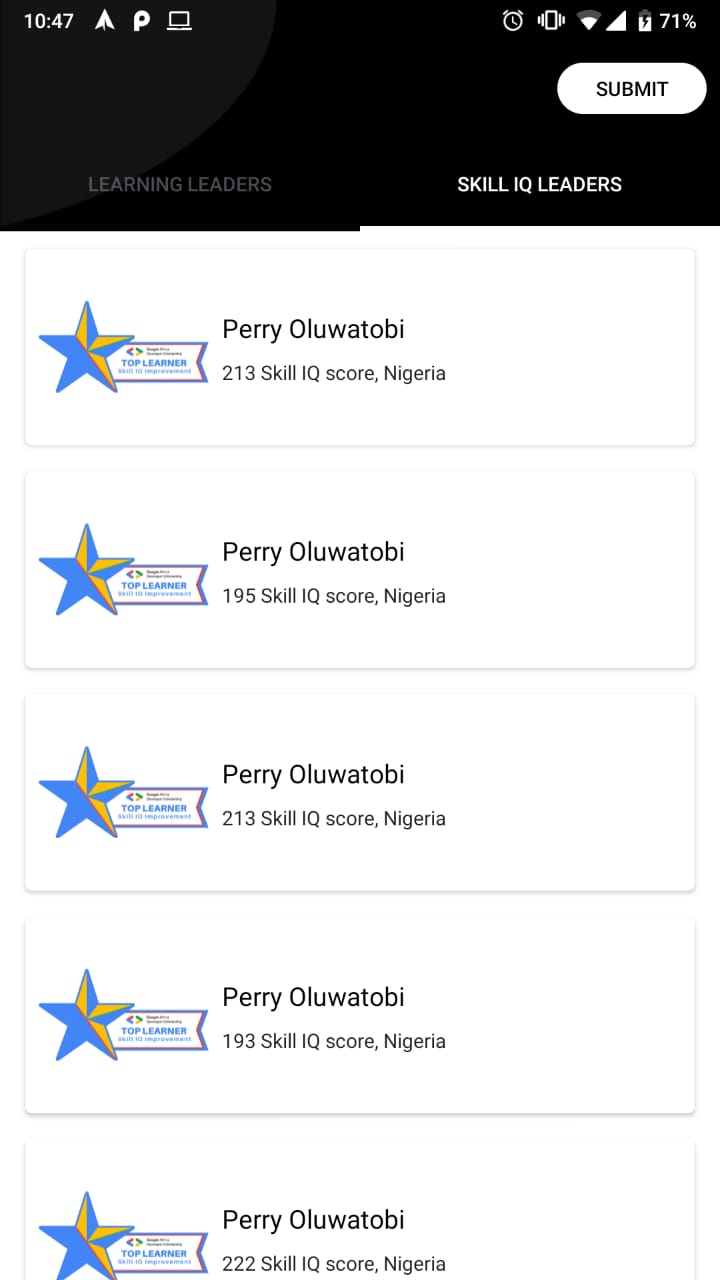 10:47 71%
SUBMIT
LEARNING LEADERS SKILL IQ LEADERS
Perry Oluwatobi
Google Africa
Developer Scholarship
TOP LEARNER
Skill IQ Improvement
213 Skill IQ score, Nigeria
Perry Oluwatobi
Google Africa
Developer Scholarship
TOP LEARNER
Skill IQ Improvement
195 Skill IQ score, Nigeria
Perry Oluwatobi
Google Africa
Developer Scholarship
TOP LEARNER
Skill IQ Improvement
213 Skill IQ score, Nigeria
Perry Oluwatobi
Google Africa
Developer Scholarship
TOP LEARNER
Skill IQ Improvement
193 Skill IQ score, Nigeria
Perry Oluwatobi
Google Africa
Developer Scholarship
TOP LEARNER
Skill IQ Improvement
222 Skill IQ score, Nigeria